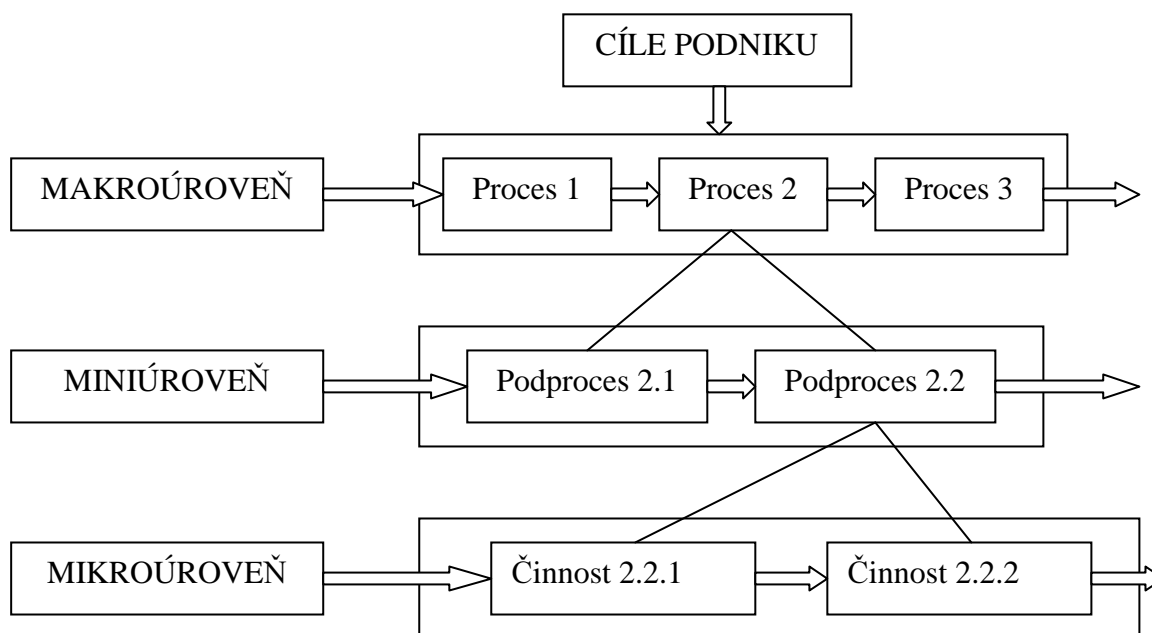 CÍLE PODNIKU
MAKROÚROVEŇ
Proces 1
Proces 2
Proces 3
MINIÚROVEŇ
Podproces 2.1
Podproces 2.2
MIKROÚROVEŇ
Činnost 2.2.1
Činnost 2.2.2